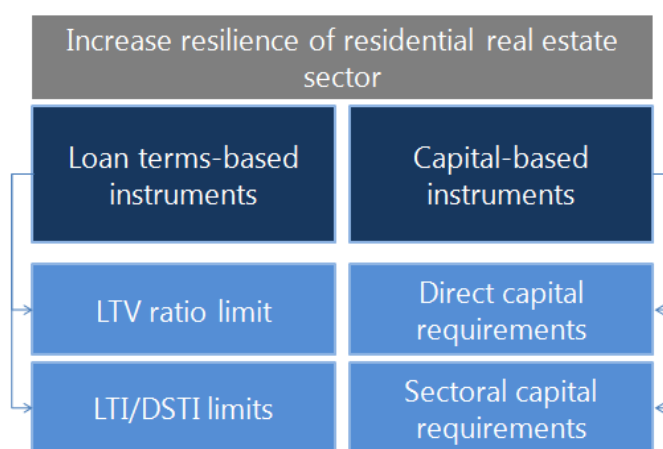 Increase resilience of residential real estate
sector
Loan terms-based
instruments
Capital-based
instruments
LTV ratio limit
Direct capital
requirements
LTI/DSTI limits
Sectoral capital
requirements